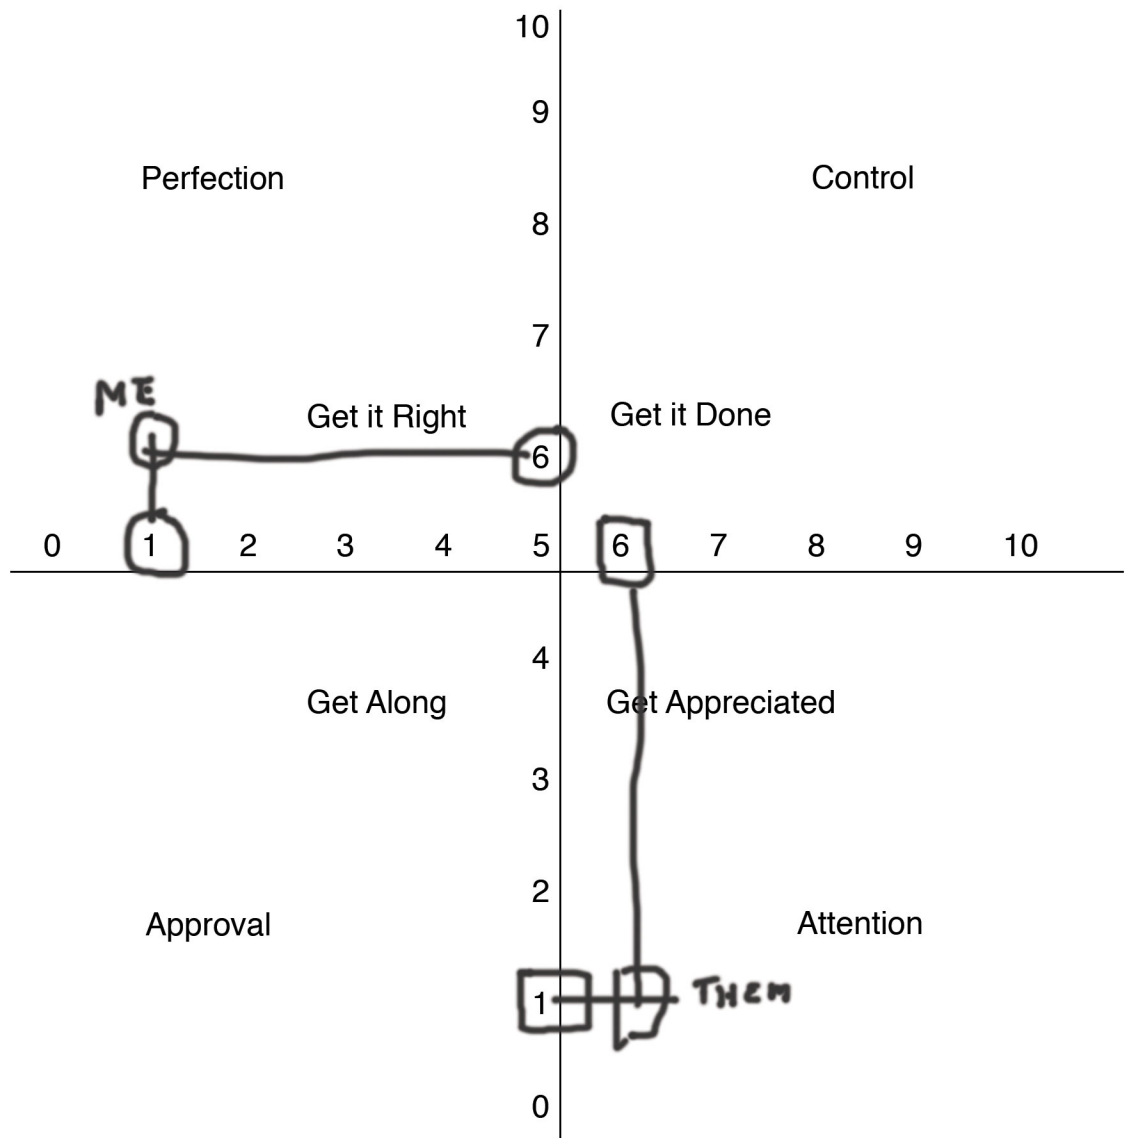 10
9
Perfection Control
8
7
ME
Get it Right Get it Done
6
0 1 2 3 4 5 6 7 8 9 10
4
Get Along Get Appreciated
3
2
Approval Attention
1 THEM
0